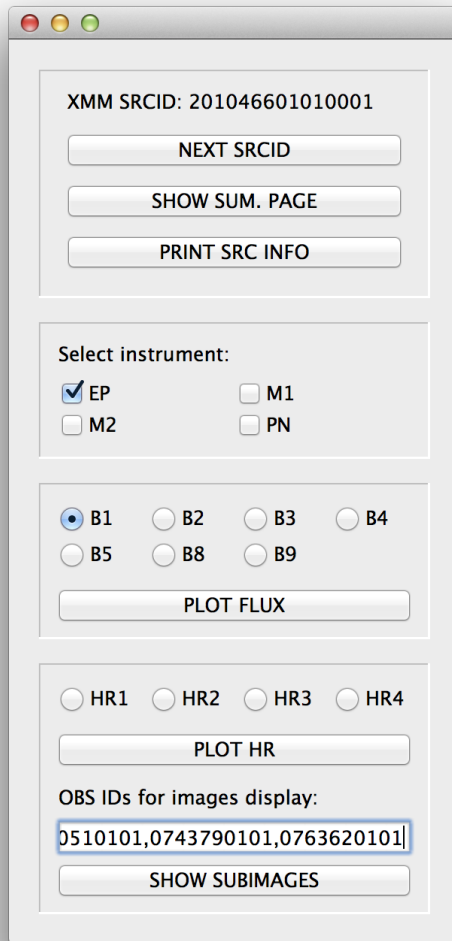 XMM SRCID: 201046601010001
NEXT SRCID
SHOW SUM. PAGE
PRINT SRC INFO
Select instrument:
EP M1
M2 PN
B1 B2 B3 B4
B5 B8 B9
PLOT FLUX
HR1 HR2 HR3 HR4
PLOT HR
OBS IDs for images display:
0510101,0743790101,0763620101
SHOW SUBIMAGES